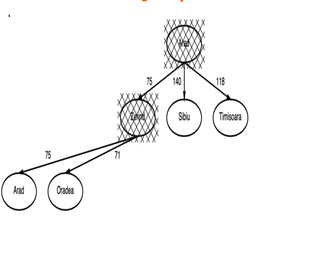 Arad
75 140 118
Zerind Sibiu Timisoara
75 71
Arad Oradea